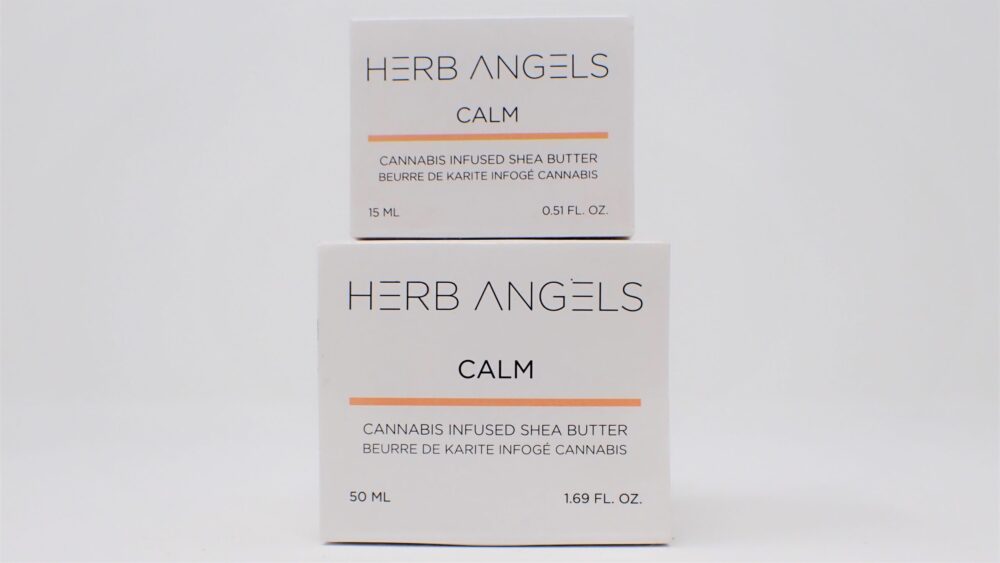 HERB ANGELS
CALM
CANNABIS INFUSED SHEA BUTTER
BEURRE DE KARITE INFOGÉ CANNABIS
15 ML 0.51 FL. OZ.
HERB ANGELS
CALM
CANNABIS INFUSED SHEA BUTTER
BEURRE DE KARITE INFOGÉ CANNABIS
50 ML 1.69 FL. OZ.